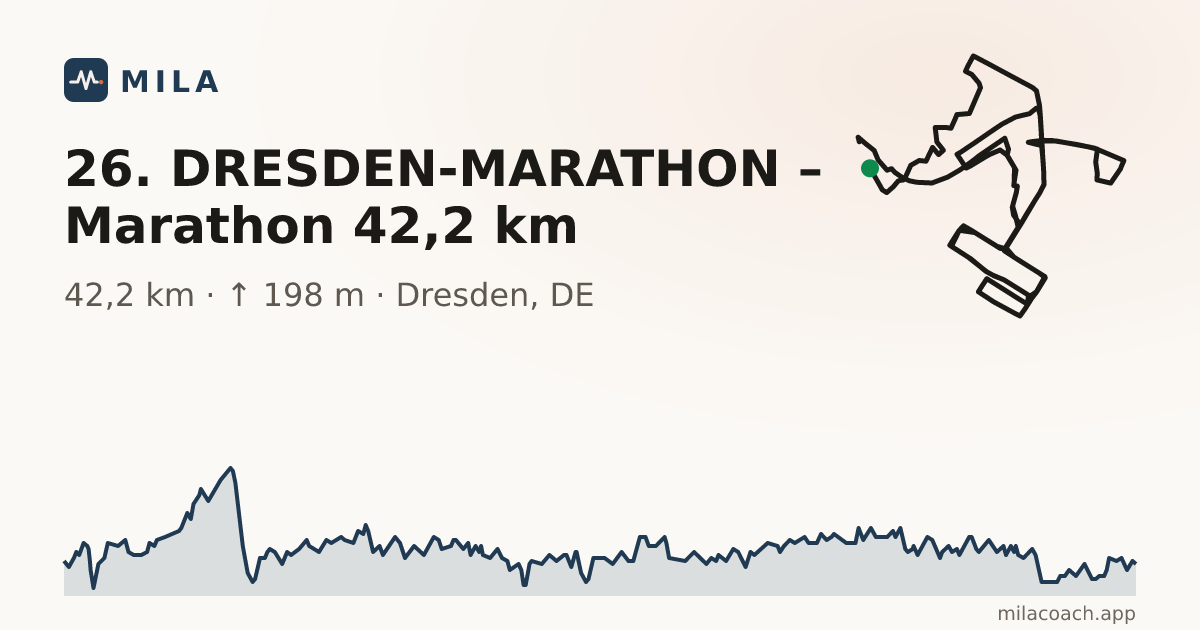 MILA
26. DRESDEN-MARATHON –
Marathon 42,2 km
42,2 km · ↑ 198 m · Dresden, DE
milacoach.app